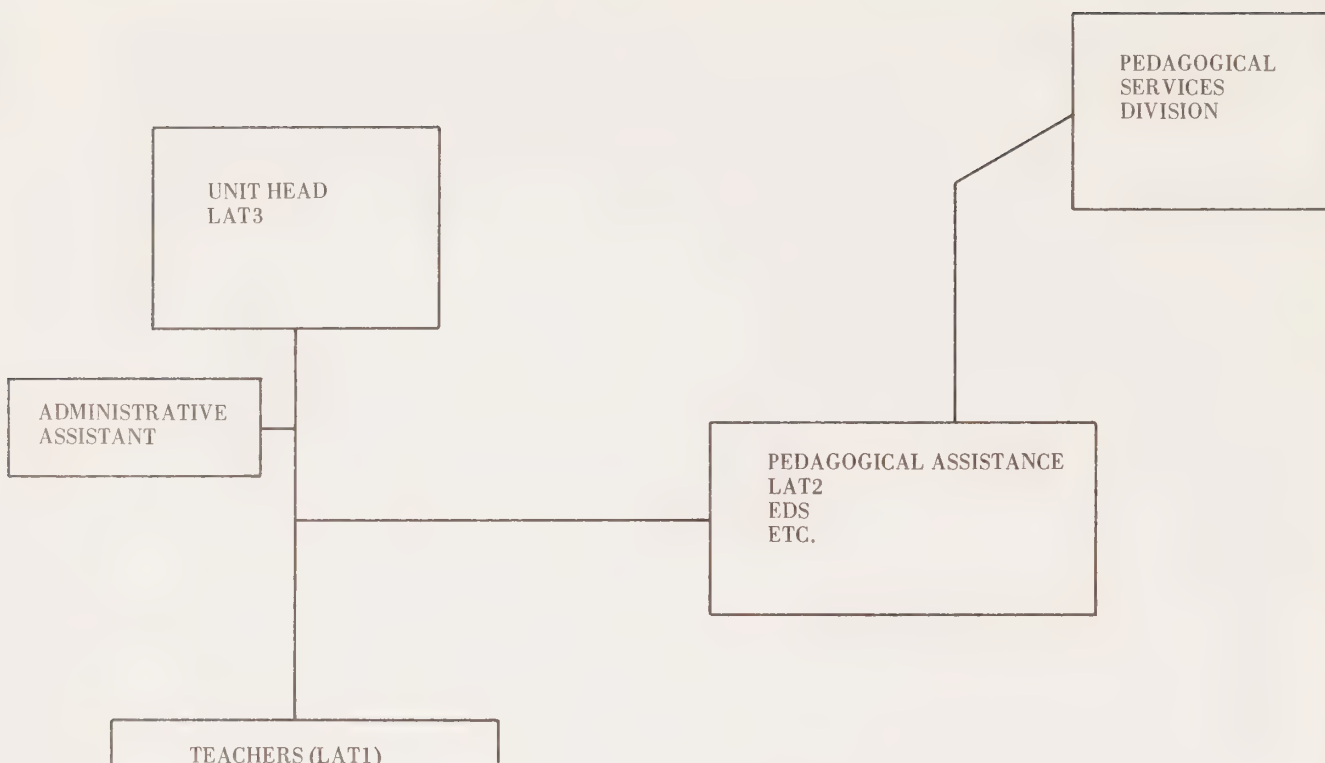 PEDAGOGICAL
SERVICES
DIVISION
UNIT HEAD
LAT3
ADMINISTRATIVE
ASSISTANT
PEDAGOGICAL ASSISTANCE
LAT2
EDS
ETC.
TEACHERS (LAT1)